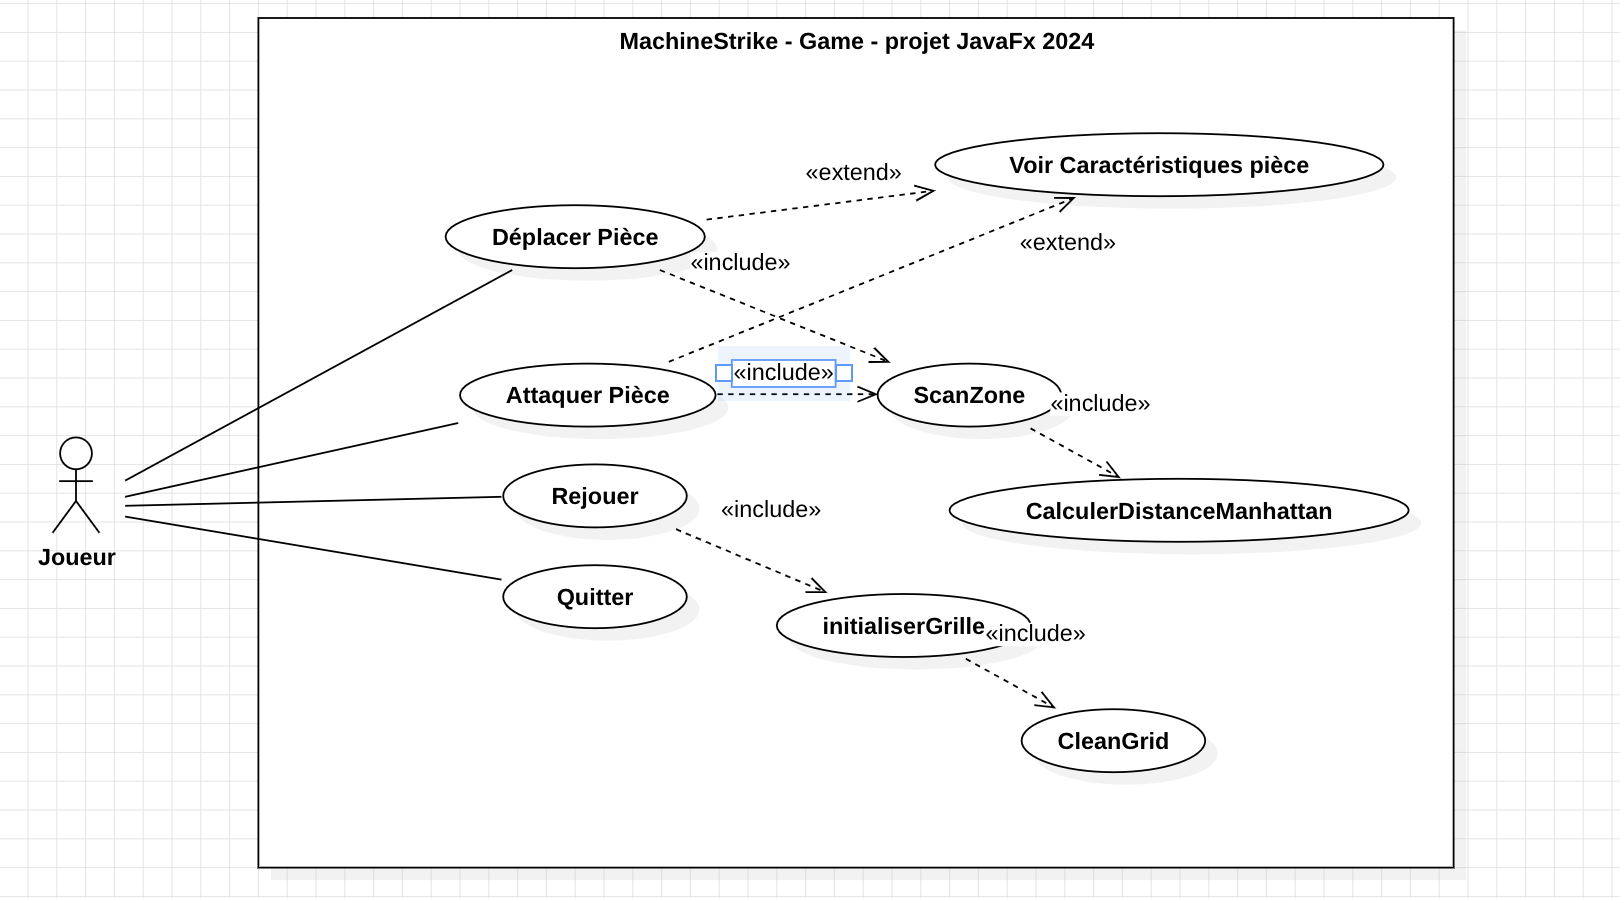 MachineStrike - Game - projet JavaFx 2024
Voir Caractéristiques pièce
«extend»
Déplacer Pièce
«extend»
«include»
«include»
Attaquer Pièce
ScanZone
«include»
Rejouer
«include»
CalculerDistanceManhattan
Joueur
Quitter
initialiserGrille
«include»
CleanGrid